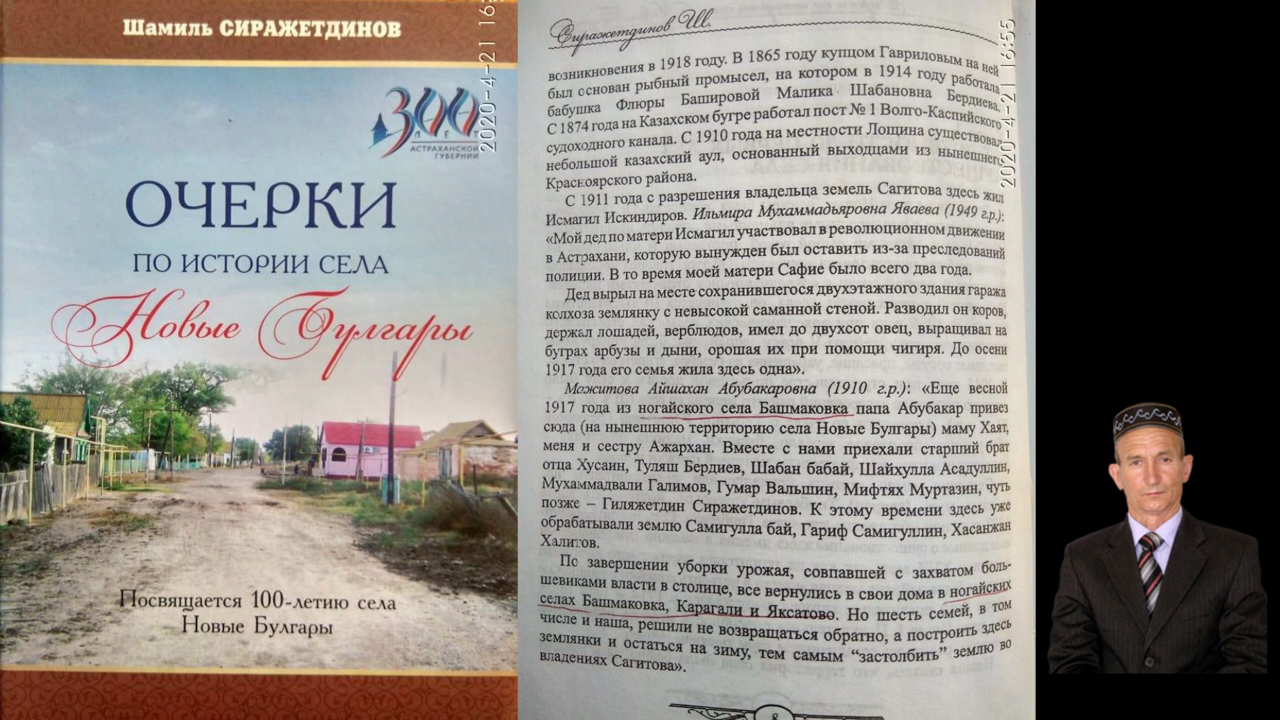 Шамиль СИРАЖЕТДИНОВ
300
ЛЕТ
АСТРАХАНСКОЙ
ГУБЕРНИИ
2020-4-21 16:
ОЧЕРКИ
ПО ИСТОРИИ СЕЛА
Новые Булгары
Посвящается 100-летию села
Новые Булгары
Сиражетдинов Ш.
2020-4-21 16:55
возникновения в 1918 году. В 1865 году купцом Гавриловым на ней
был основан рыбный промысел, на котором в 1914 году работала
бабушка Флюры Башировой Малика Шабановна Бердиева.
С 1874 года на Казахском бугре работал пост № 1 Волго-Каспийского
судоходного канала. С 1910 года на местности Лощина существовал
небольшой казахский аул, основанный выходцами из нынешнего
Красноярского района.
С 1911 года с разрешения владельца земель Сагитова здесь жил
Исмагил Искиндиров. Ильмира Мухаммадьяровна Яваева (1949 г.р.):
«Мой дед по матери Исмагил участвовал в революционном движении
в Астрахани, которую вынужден был оставить из-за преследований
полиции. В то время моей матери Сафие было всего два года.
Дед вырыл на месте сохранившегося двухэтажного здания гаража
колхоза землянку с невысокой саманной стеной. Разводил он коров,
держал лошадей, верблюдов, имел до двухсот овец, выращивал на
буграх арбузы и дыни, орошая их при помощи чигиря. До осени
1917 года его семья жила здесь одна».
Мажитова Айшахан Абубакаровна (1910 г.р.): «Еще весной
1917 года из ногайского села Башмаковка папа Абубакар привез
сюда (на нынешнюю территорию села Новые Булгары) маму Хаят,
меня и сестру Ажархан. Вместе с нами приехали старший брат
отца Хусаин, Туляш Бердиев, Шабан бабай, Шайхулла Асадуллин,
Мухаммадвали Галимов, Гумар Вальшин, Мифтях Муртазин, чуть
позже – Гиляжетдин Сиражетдинов. К этому времени здесь уже
обрабатывали землю Самигулла бай, Гариф Самигуллин, Хасанжан
Халитов.
По завершении уборки урожая, совпавшей с захватом боль-
шевиками власти в столице, все вернулись в свои дома в ногайских
селах Башмаковка, Карагали и Яксатово. Но шесть семей, в том
числе и наша, решили не возвращаться обратно, а построить здесь
землянки и остаться на зиму, тем самым “застолбить” землю во
владениях Сагитова».
8